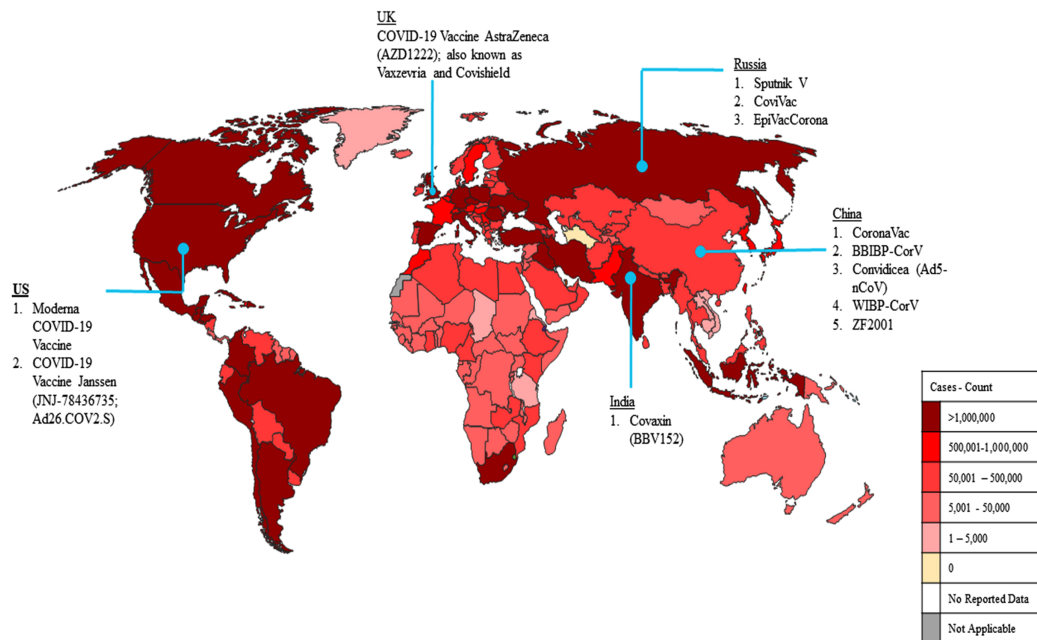 UK
COVID-19 Vaccine AstraZeneca
(AZD1222); also known as
Vaxzevria and Covishield
Russia
1. Sputnik V
2. CoviVac
3. EpiVacCorona
China
1. CoronaVac
2. BBIBP-CorV
3. Convidicea (Ad5-
nCoV)
4. WIBP-CorV
5. ZF2001
US
1. Moderna
COVID-19
Vaccine
2. COVID-19
Vaccine Janssen
(JNJ-78436735;
Ad26.COV2.S)
India
1. Covaxin
(BBV152)
Cases - Count
>1,000,000
500,001-1,000,000
50,001 – 500,000
5,001 - 50,000
1 – 5,000
0
No Reported Data
Not Applicable